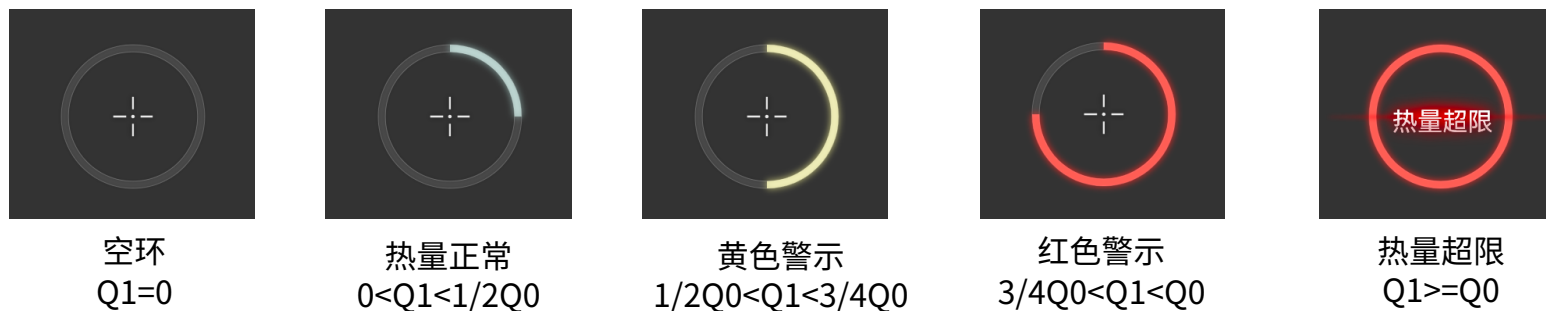 热量超限
空环
Q1=0
热量正常
0<Q1<1/2Q0
黄色警示
1/2Q0<Q1<3/4Q0
红色警示
3/4Q0<Q1<Q0
热量超限
Q1>=Q0